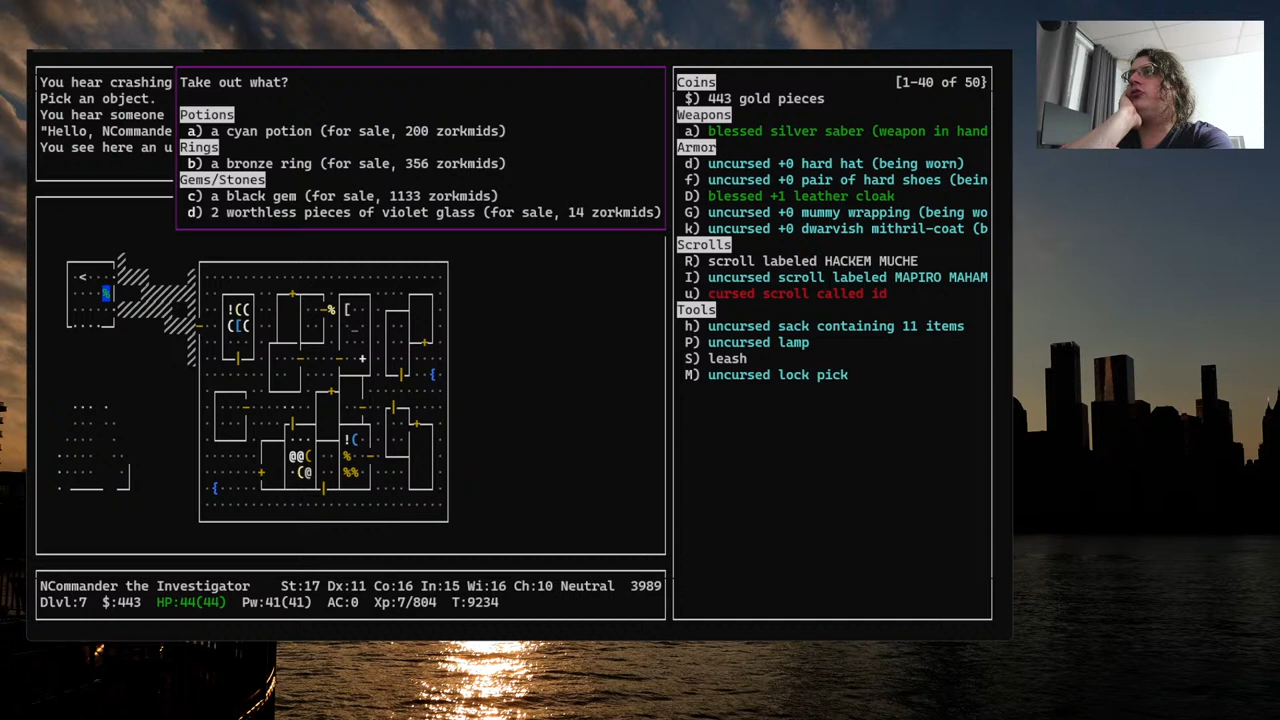 You hear crashing
Pick an object.
You hear someone
"Hello, NCommande
You see here an u
Take out what?
Potions
a) a cyan potion (for sale, 200 zorkmids)
Rings
b) a bronze ring (for sale, 356 zorkmids)
Gems/Stones
c) a black gem (for sale, 1133 zorkmids)
d) 2 worthless pieces of violet glass (for sale, 14 zorkmids)
NCommander the Investigator St:17 Dx:11 Co:16 In:15 Wi:16 Ch:10 Neutral 3989
Dlvl:7 $:443 HP:44(44) Pw:41(41) AC:0 Xp:7/804 T:9234
Coins [1-40 of 50}
$) 443 gold pieces
Weapons
a) blessed silver saber (weapon in hand
Armor
d) uncursed +0 hard hat (being worn)
f) uncursed +0 pair of hard shoes (bein
D) blessed +1 leather cloak
G) uncursed +0 mummy wrapping (being wo
k) uncursed +0 dwarvish mithril-coat (b
Scrolls
R) scroll labeled HACKEM MUCHE
I) uncursed scroll labeled MAPIRO MAHAM
u) cursed scroll called id
Tools
h) uncursed sack containing 11 items
P) uncursed lamp
S) leash
M) uncursed lock pick